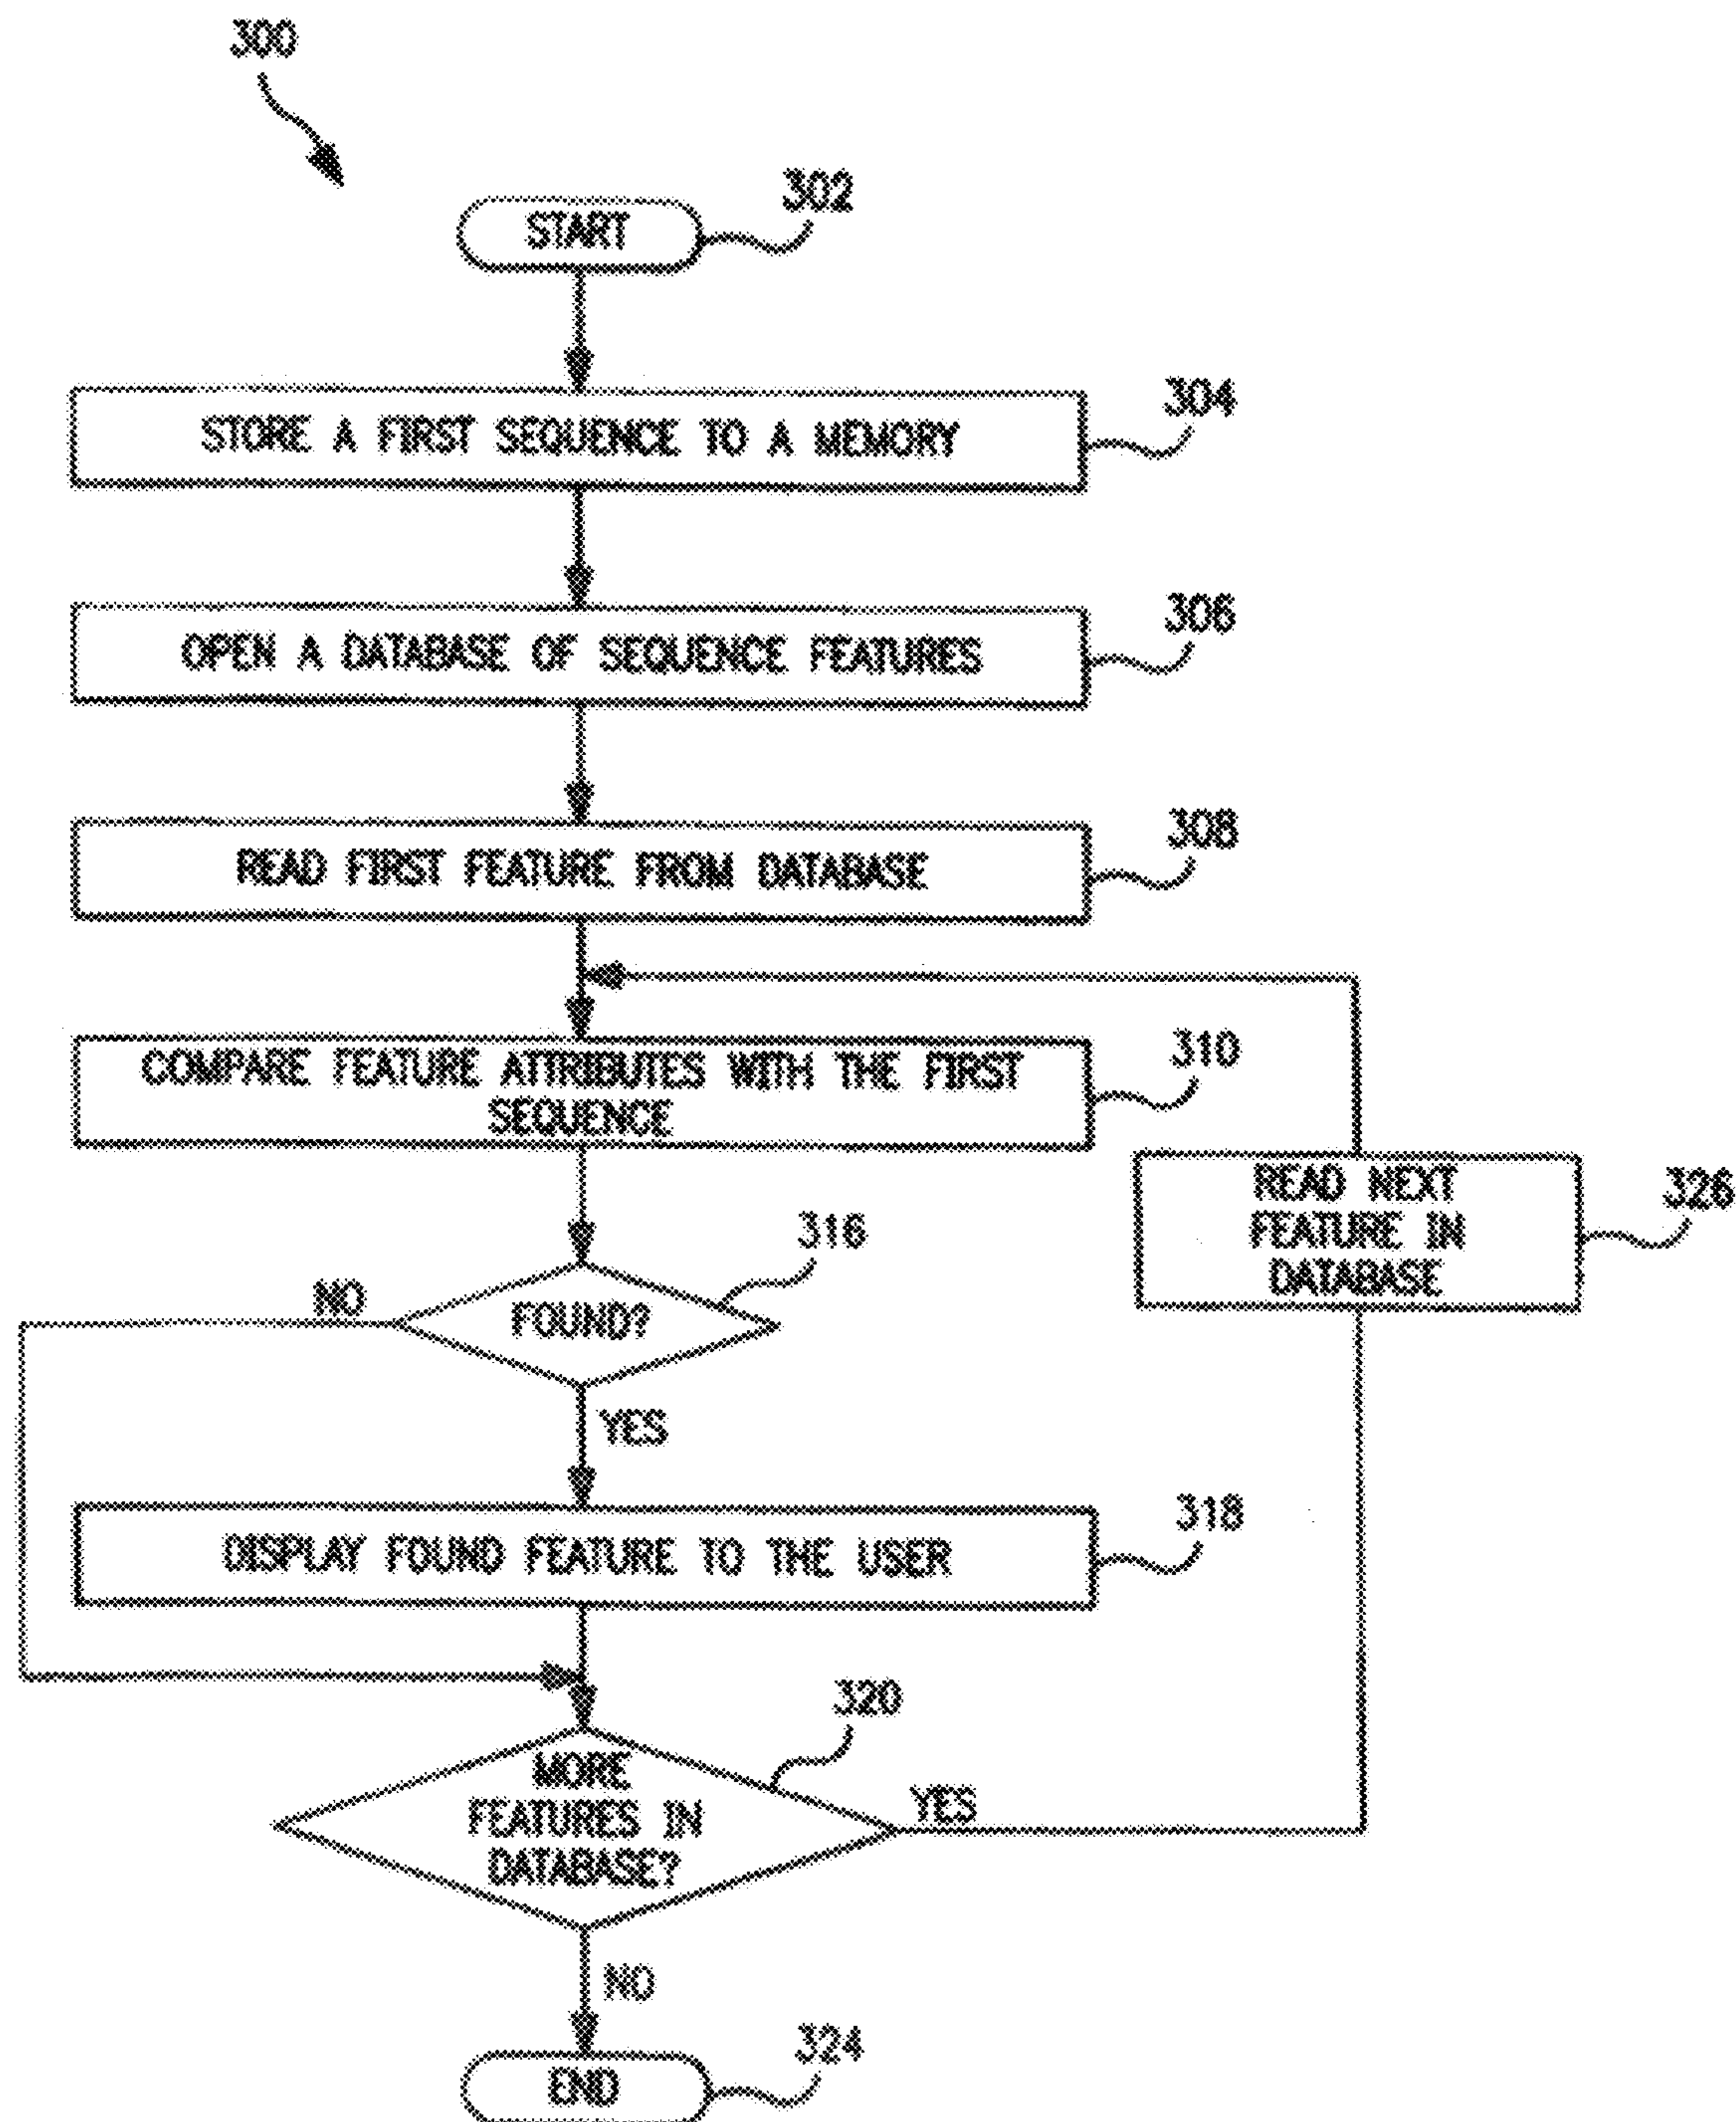 300
START
302
STORE A FIRST SEQUENCE TO A MEMORY
304
OPEN A DATABASE OF SEQUENCE FEATURES
306
READ FIRST FEATURE FROM DATABASE
308
COMPARE FEATURE ATTRIBUTES WITH THE FIRST
SEQUENCE
310
READ NEXT
FEATURE IN
DATABASE
326
316
NO
FOUND?
YES
DISPLAY FOUND FEATURE TO THE USER
318
320
MORE
FEATURES IN
DATABASE?
YES
NO
END
324